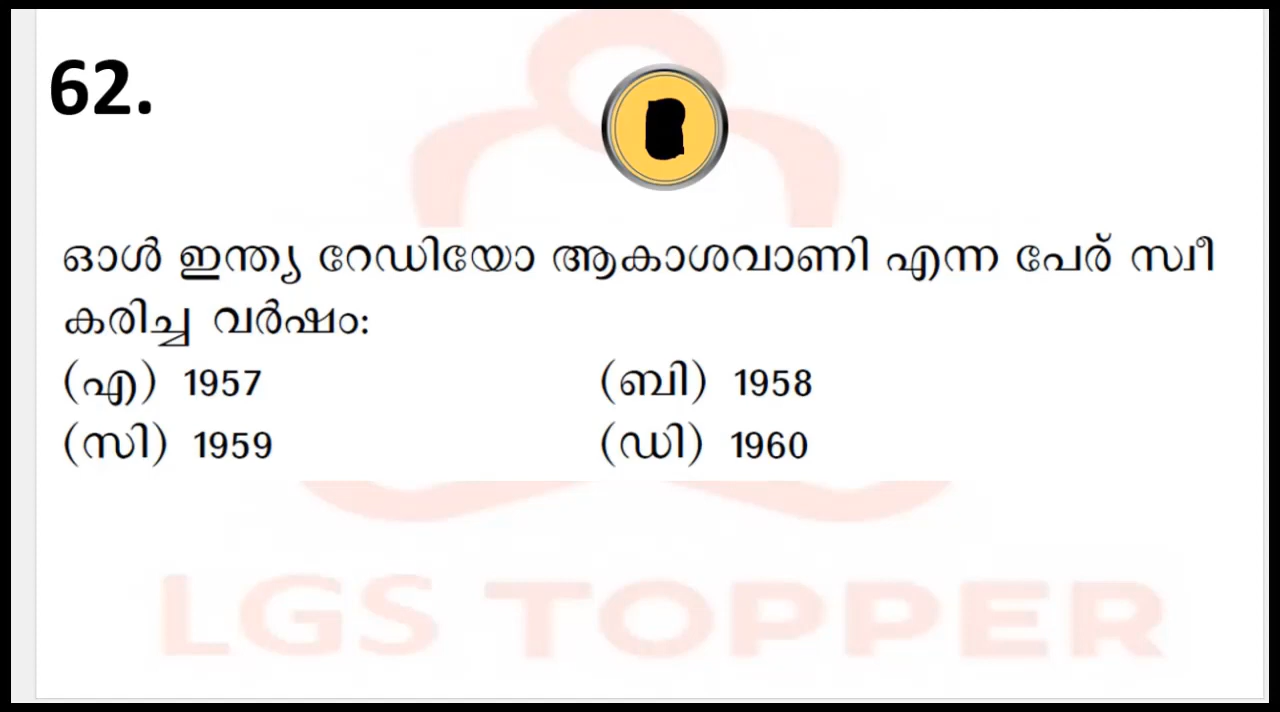 62.
ഓൾ ഇന്ത്യ റേഡിയോ ആകാശവാണി എന്ന പേര് സ്വീ
കരിച്ച വർഷം:
(എ) 1957 (ബി) 1958
(സി) 1959 (ഡി) 1960
LGS TOPPER